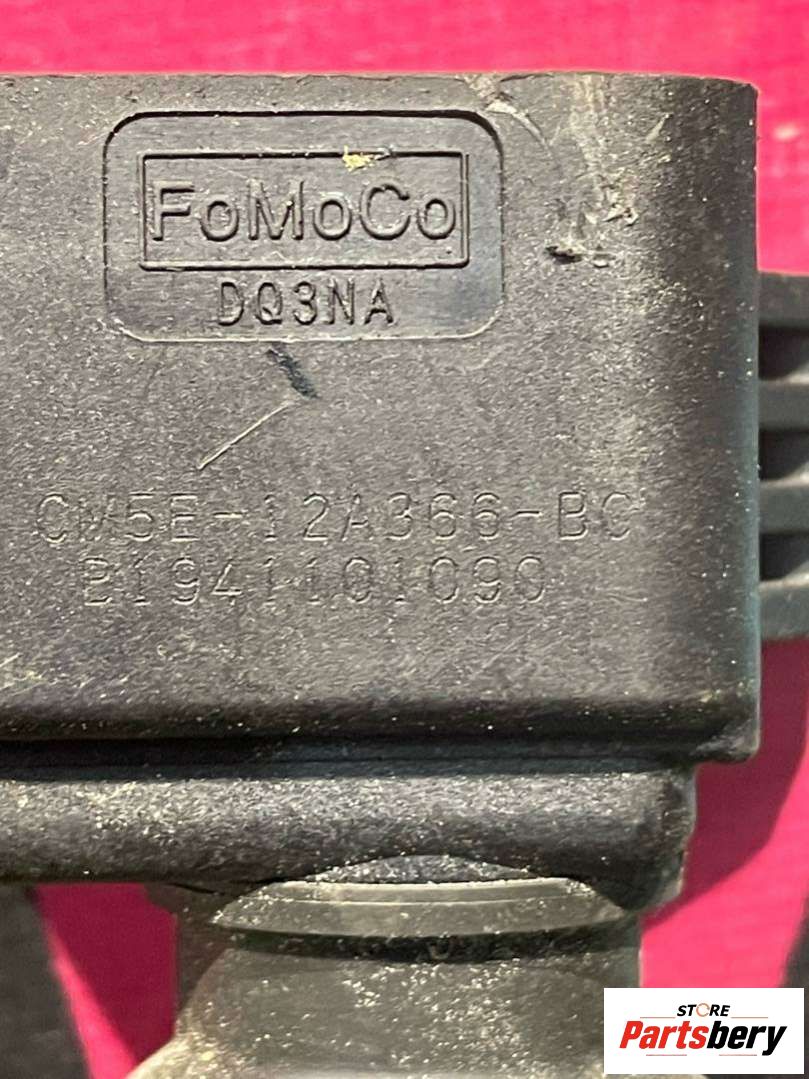 FoMoCo
DQ3NA
CM5E-12A366-BC
B1941101090
STORE
Partsbery